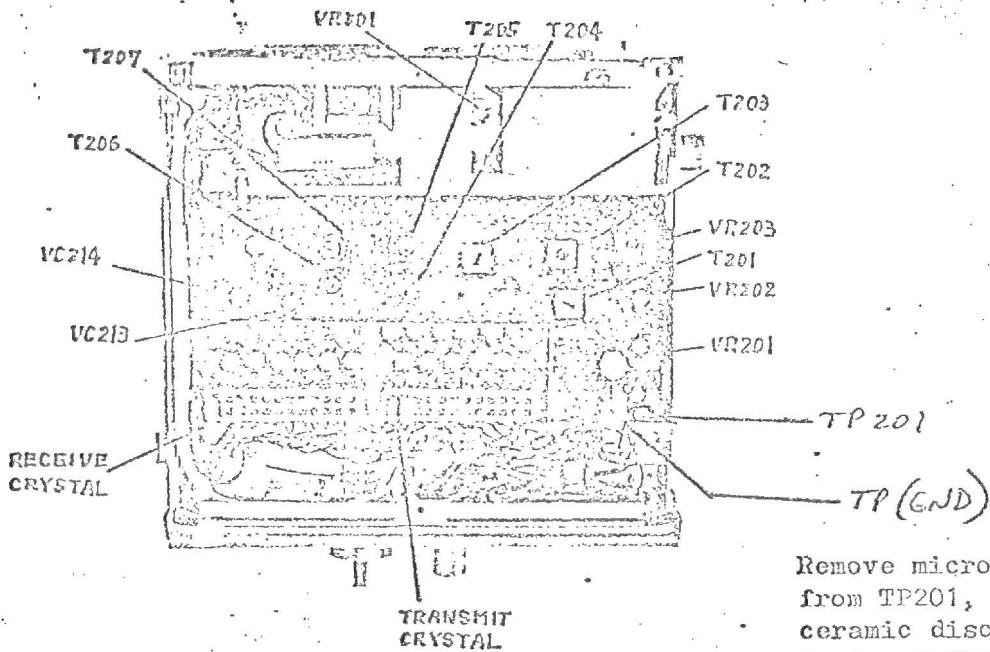 VR301
T205 T204
T207
T203
T206
T202
VR203
VC214
T201
VR202
VC213
VR201
TP 201
RECEIVE
CRYSTAL
TP (GND)
Remove micro
from TP201,
ceramic disc
TRANSMIT
CRYSTAL